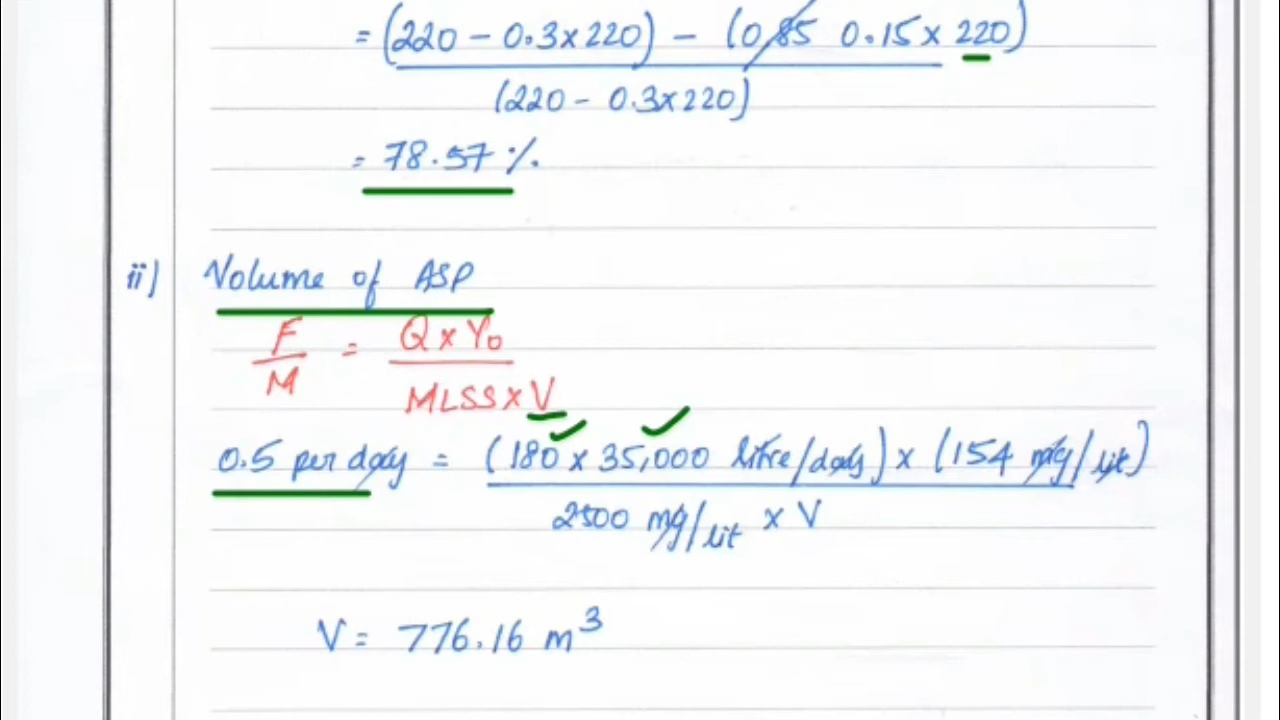 = (220 - 0.3x220) - (0.85 0.15 x 220)
(220 - 0.3x220)
= 78.57 %
ii) Volume of ASP
F/M = Q x Y₀ / MLSS x V
0.5 per day = (180 x 35,000 litre/day) x (154 mg/lit)
2500 mg/lit x V
V = 776.16 m³